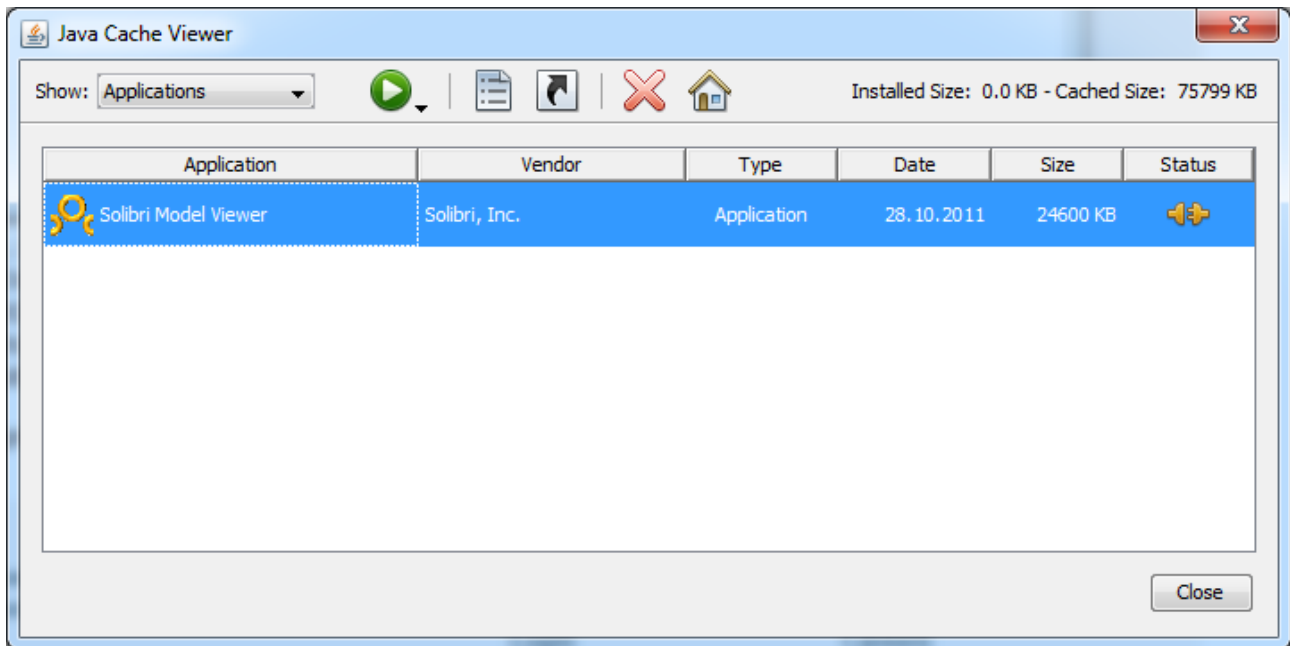 Java Cache Viewer
Show: Applications Installed Size: 0.0 KB - Cached Size: 75799 KB
Application Vendor Type Date Size Status
Solibri Model Viewer Solibri, Inc. Application 28.10.2011 24600 KB
Close